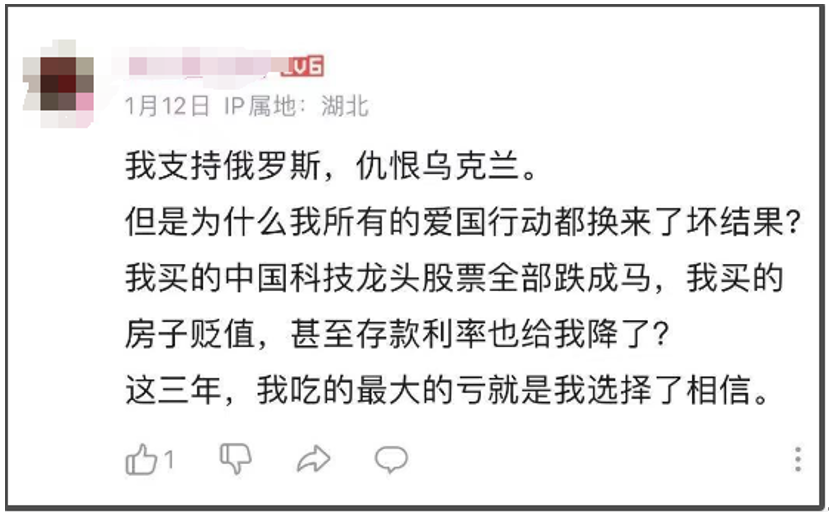 LV6
1月12日 IP属地：湖北
我支持俄罗斯，仇恨乌克兰。
但是为什么我所有的爱国行动都换来了坏结果？
我买的中国科技龙头股票全部跌成马，我买的
房子贬值，甚至存款利率也给我降了？
这三年，我吃的最大的亏就是我选择了相信。
1